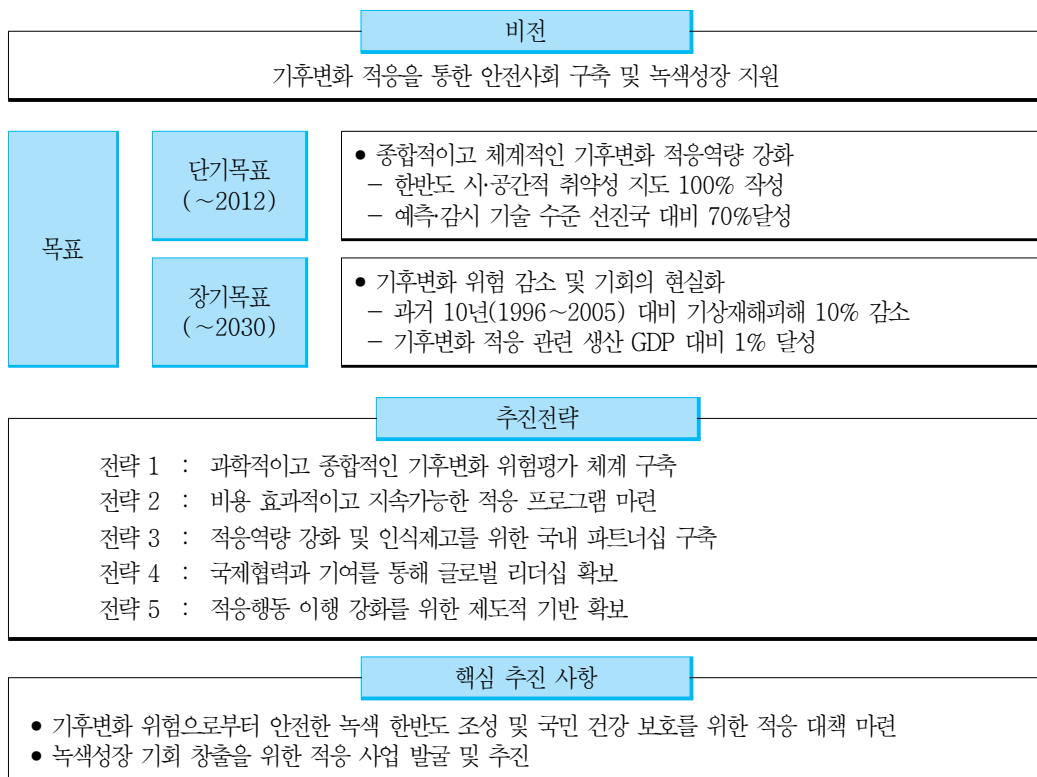 비전
기후변화 적응을 통한 안전사회 구축 및 녹색성장 지원
목표
단기목표
(~2012)
• 종합적이고 체계적인 기후변화 적응역량 강화
- 한반도 시·공간적 취약성 지도 100% 작성
- 예측·감시 기술 수준 선진국 대비 70%달성
장기목표
(~2030)
• 기후변화 위험 감소 및 기회의 현실화
- 과거 10년(1996~2005) 대비 기상재해피해 10% 감소
- 기후변화 적응 관련 생산 GDP 대비 1% 달성
추진전략
전략 1 : 과학적이고 종합적인 기후변화 위험평가 체계 구축
전략 2 : 비용 효과적이고 지속가능한 적응 프로그램 마련
전략 3 : 적응역량 강화 및 인식제고를 위한 국내 파트너십 구축
전략 4 : 국제협력과 기여를 통해 글로벌 리더십 확보
전략 5 : 적응행동 이행 강화를 위한 제도적 기반 확보
핵심 추진 사항
• 기후변화 위험으로부터 안전한 녹색 한반도 조성 및 국민 건강 보호를 위한 적응 대책 마련
• 녹색성장 기회 창출을 위한 적응 사업 발굴 및 추진